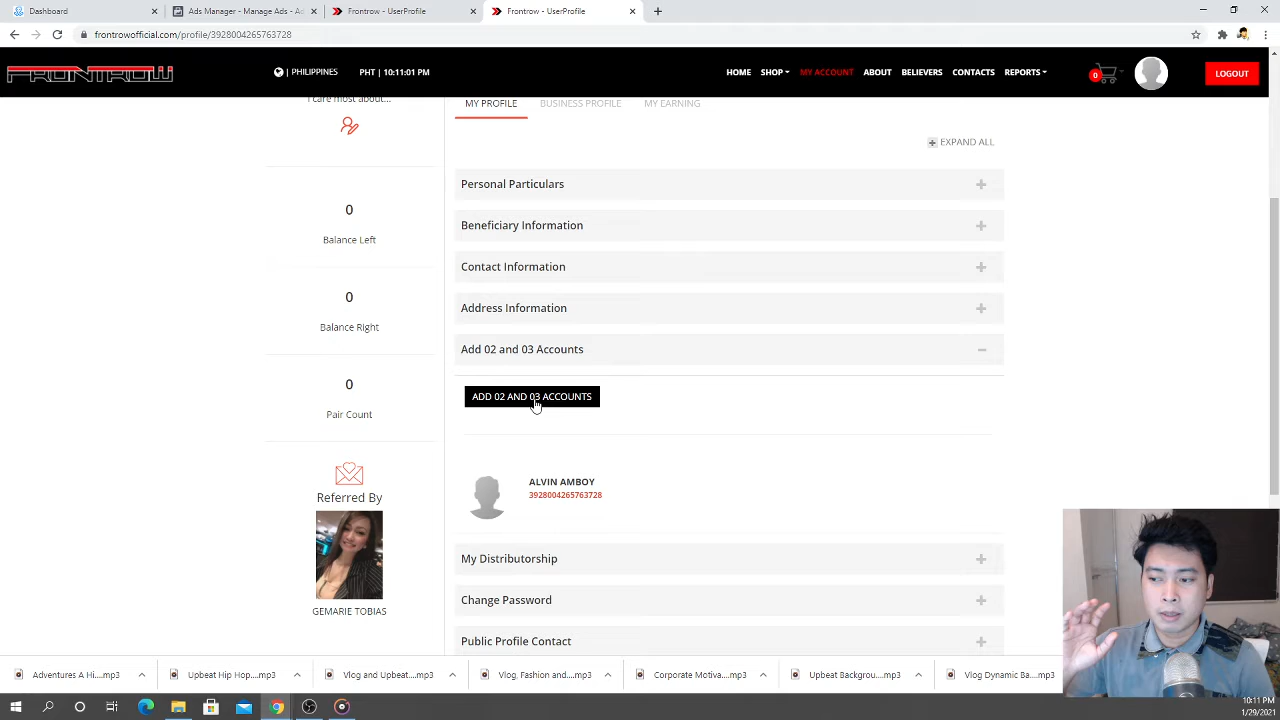 Dashboard
Ads Manager - Manage Ads - Ad
Frontrow - UserProfile
Frontrow - UserProfile
frontrowofficial.com/profile/3928004265763728
FRONTROW
| PHILIPPINES
PHT | 10:11:01 PM
HOME
SHOP
MY ACCOUNT
ABOUT
BELIEVERS
CONTACTS
REPORTS
0
LOGOUT
I care most about...
MY PROFILE
BUSINESS PROFILE
MY EARNING
EXPAND ALL
Personal Particulars
Beneficiary Information
Contact Information
Address Information
Add 02 and 03 Accounts
ADD 02 AND 03 ACCOUNTS
ALVIN AMBOY
3928004265763728
My Distributorship
Change Password
Public Profile Contact
0
Balance Left
0
Balance Right
0
Pair Count
Referred By
GEMARIE TOBIAS
Adventures A Hi....mp3
Upbeat Hip Hop....mp3
Vlog and Upbeat....mp3
Vlog, Fashion and....mp3
Corporate Motiva....mp3
Upbeat Backgrou....mp3
Vlog Dynamic Ba....mp3
10:11 PM
1/29/2021